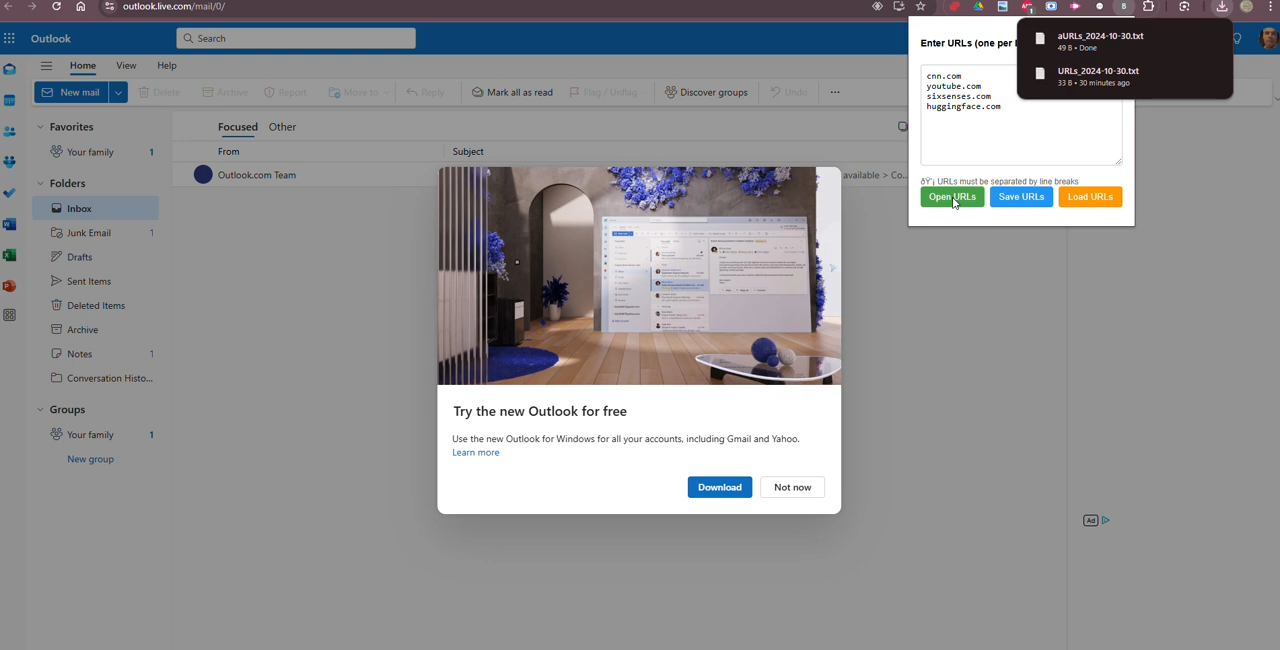 outlook.live.com/mail/0/
Outlook
Search
Enter URLs (one per
aURLs_2024-10-30.txt
49 B • Done
URLs_2024-10-30.txt
33 B • 30 minutes ago
cnn.com
youtube.com
sixsenses.com
huggingface.com
ðŸ'¡ URLs must be separated by line breaks
Open URLs
Save URLs
Load URLs
Home
View
Help
New mail
Delete
Archive
Report
Move to
Reply
Mark all as read
Flag / Unflag
Discover groups
Undo
Favorites
Your family 1
Folders
Inbox
Junk Email 1
Drafts
Sent Items
Deleted Items
Archive
Notes 1
Conversation Histo...
Groups
Your family 1
New group
Focused
Other
From
Subject
Outlook.com Team
available > Co...
Try the new Outlook for free
Use the new Outlook for Windows for all your accounts, including Gmail and Yahoo.
Learn more
Download
Not now
Ad